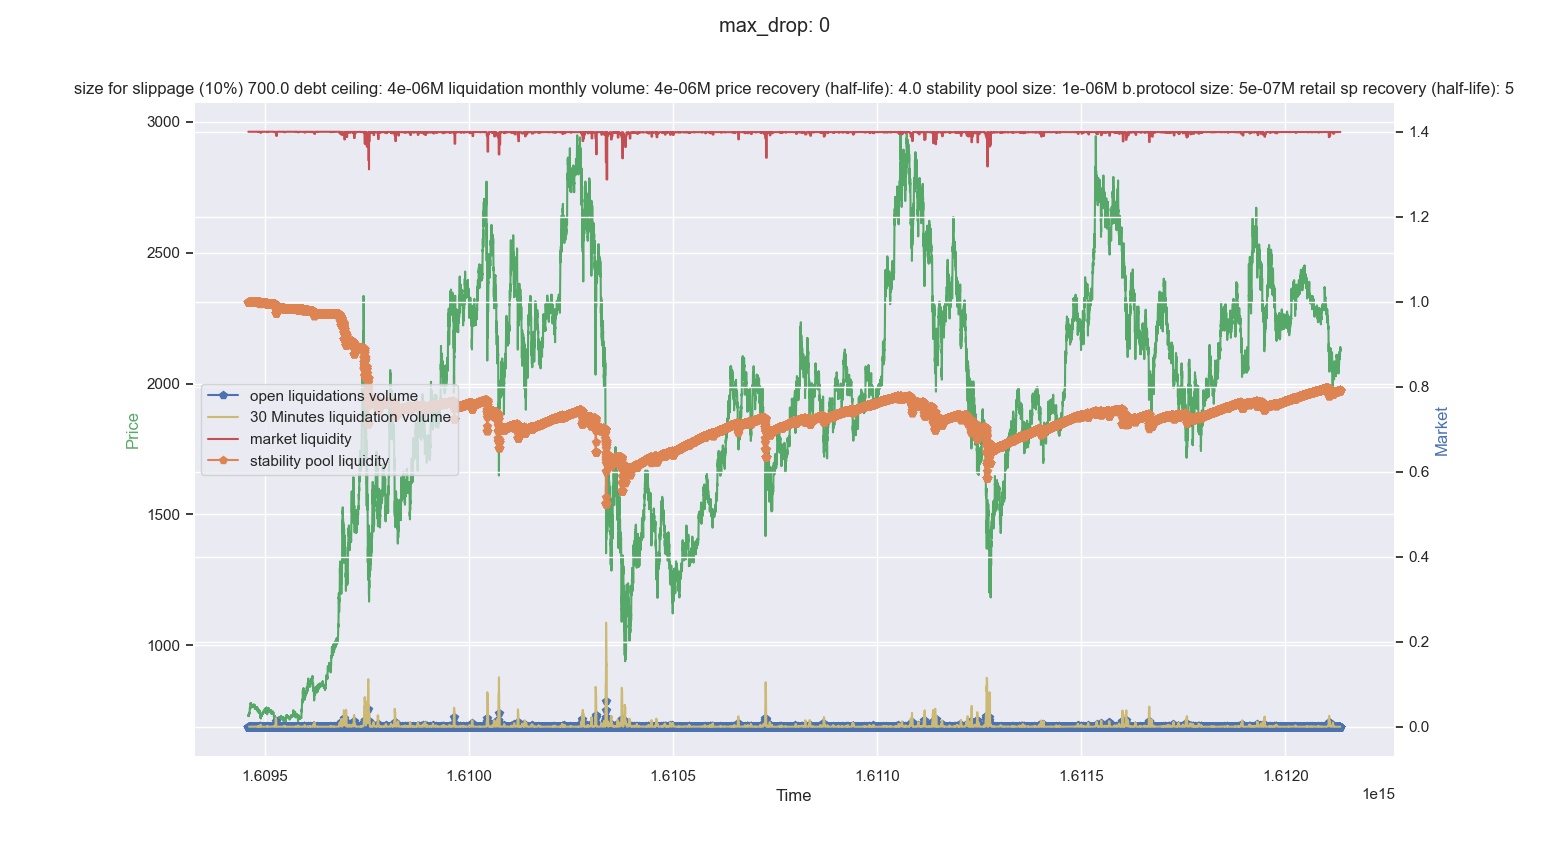 max_drop: 0
size for slippage (10%) 700.0 debt ceiling: 4e-06M liquidation monthly volume: 4e-06M price recovery (half-life): 4.0 stability pool size: 1e-06M b.protocol size: 5e-07M retail sp recovery (half-life): 5
3000
2500
2000
1500
1000
Price
open liquidations volume
30 Minutes liquidation volume
market liquidity
stability pool liquidity
1.4
1.2
1.0
0.8
0.6
0.4
0.2
0.0
Market
1.6095 1.6100 1.6105 1.6110 1.6115 1.6120
1e15
Time